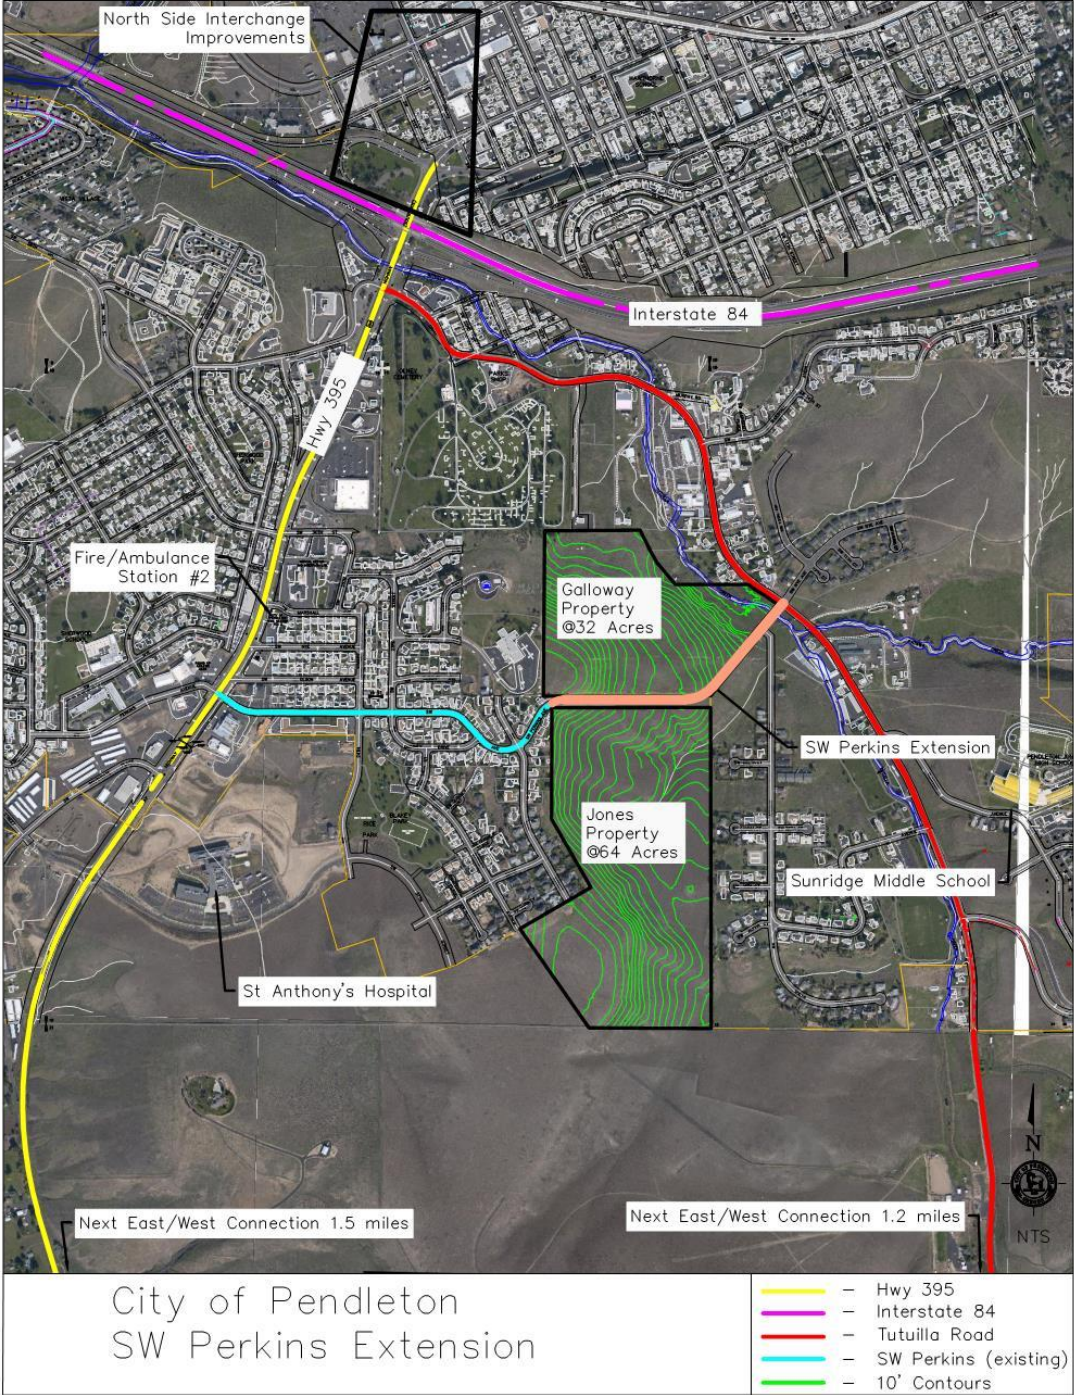 North Side Interchange
Improvements
Interstate 84
Hwy 395
Fire/Ambulance
Station #2
Galloway
Property
@32 Acres
SW Perkins Extension
Jones
Property
@64 Acres
Sunridge Middle School
St Anthony's Hospital
N
NTS
Next East/West Connection 1.5 miles
Next East/West Connection 1.2 miles
City of Pendleton
SW Perkins Extension
— Hwy 395
— Interstate 84
— Tutuilla Road
— SW Perkins (existing)
— 10' Contours